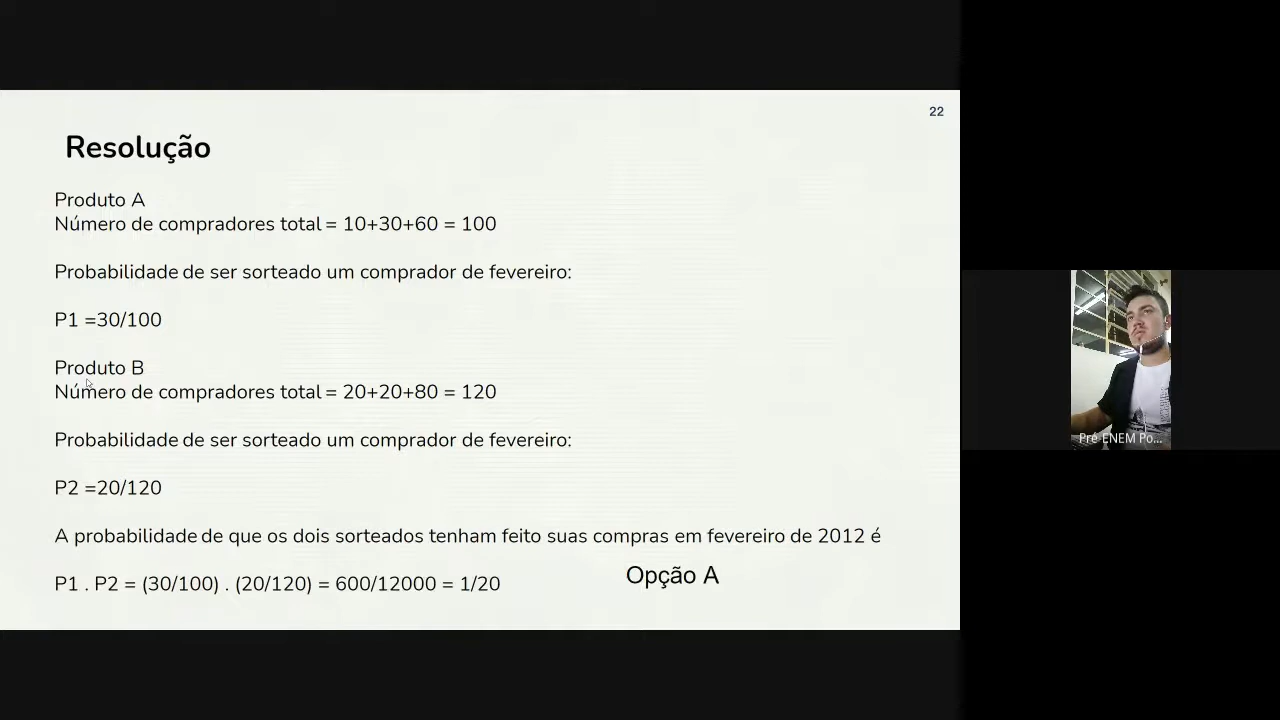 22
Resolução
Produto A
Número de compradores total = 10+30+60 = 100
Probabilidade de ser sorteado um comprador de fevereiro:
P1 =30/100
Produto B
Número de compradores total = 20+20+80 = 120
Probabilidade de ser sorteado um comprador de fevereiro:
P2 =20/120
A probabilidade de que os dois sorteados tenham feito suas compras em fevereiro de 2012 é
P1 . P2 = (30/100) . (20/120) = 600/12000 = 1/20
Opção A
Pré-ENEM Po...